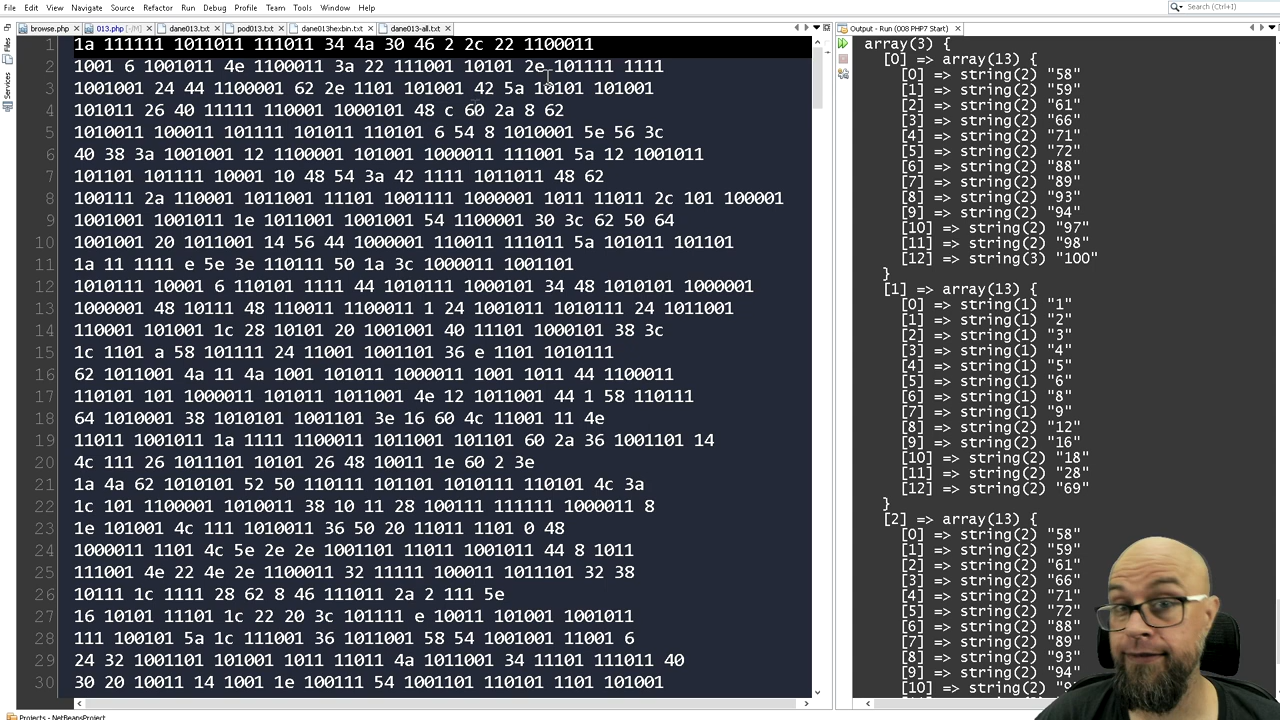 File Edit View Navigate Source Refactor Run Debug Profile Team Tools Window Help
Search (Ctrl+I)
browse.php 013.php [-/M] dane013.txt pod013.txt dane013hexbin.txt dane013-all.txt
Output - Run (008 PHP7 Start)
Files
Services
1 1a 1111 e 1011011 111111 34 4a 30 46 2 2c 22 1100011
2 1001 6 1001011 4e 1110001 3a 2a 1001001 10101 2e 101111 1111
3 1001001 24 44 1100001 62 2e 1101 101001 42 5a 10101 101001
4 101011 26 40 11111 110001 1000101 48 c 60 2a 8 62
5 1010011 100011 101111 101011 110101 6 54 8 1010001 5e 56 3c
6 40 38 3a 1001001 12 1100001 101001 1000011 111001 5a 12 1001011
7 101101 101111 10001 10 48 54 3a 42 1111 1011011 48 62
8 100111 2a 110001 1011001 11101 1001111 1000001 1011 11011 2c 101 100001
9 1001001 1001011 1e 1011001 1001001 54 1100001 30 3c 62 50 64
10 1001001 20 1011001 14 56 44 1000001 110011 111011 5a 101011 101101
11 1a 11 1111 e 5e 3e 110111 50 1a 3c 1000011 1001101
12 1010111 10001 6 110101 1111 44 1010111 1000101 34 48 1010101 1000001
13 1000001 48 10111 48 110011 1100011 1 24 1001011 1010111 24 1011001
14 110001 101001 1c 28 10101 20 1001001 40 11101 1000101 38 3c
15 1c 1101 a 58 101111 24 11001 1001101 36 e 1101 1010111
16 62 1011001 4a 11 4a 1001 101011 1000011 1001 1011 44 1100011
17 110101 101 1000011 101011 1011001 4e 12 1011001 44 1 58 110111
18 64 1010001 38 1010101 1001101 3e 16 60 4c 11001 11 4e
19 11011 1001011 1a 1111 1100011 1011001 101101 60 2a 36 1001101 14
20 4c 111 26 1011101 10101 26 48 10011 1e 60 2 3e
21 1a 4a 62 1010101 52 50 110111 101101 1010111 110101 4c 3a
22 1c 101 1100001 1010011 38 10 11 28 100111 1111111 1000011 8
23 1e 101001 4c 111 1010011 36 50 20 11011 1101 0 48
24 1000011 1101 4c 5e 2e 2e 1001101 11011 1001011 44 8 1011
25 111001 4e 22 4e 2e 1100011 32 11111 100011 1011101 32 38
26 10111 1c 1111 28 62 8 46 111011 2a 2 111 5e
27 16 10101 11101 1c 22 20 3c 101111 e 10011 101001 1001011
28 111 100101 5a 1c 111001 36 1011001 58 54 1001001 11001 6
29 24 32 1001101 101001 1011 11011 4a 1011001 34 11101 111011 40
30 30 20 10011 14 1001 1e 100111 54 1001101 110101 1101 101001
array(3) {
[0] => array(13) {
[0] => string(2) "58"
[1] => string(2) "59"
[2] => string(2) "61"
[3] => string(2) "66"
[4] => string(2) "71"
[5] => string(2) "72"
[6] => string(2) "88"
[7] => string(2) "89"
[8] => string(2) "93"
[9] => string(2) "94"
[10] => string(2) "97"
[11] => string(2) "98"
[12] => string(3) "100"
}
[1] => array(13) {
[0] => string(1) "1"
[1] => string(1) "2"
[2] => string(1) "3"
[3] => string(1) "4"
[4] => string(1) "5"
[5] => string(1) "6"
[6] => string(1) "8"
[7] => string(1) "9"
[8] => string(2) "12"
[9] => string(2) "16"
[10] => string(2) "18"
[11] => string(2) "28"
[12] => string(2) "69"
}
[2] => array(13) {
[0] => string(2) "58"
[1] => string(2) "59"
[2] => string(2) "61"
[3] => string(2) "66"
[4] => string(2) "71"
[5] => string(2) "72"
[6] => string(2) "88"
[7] => string(2) "89"
[8] => string(2) "93"
[9] => string(2) "94"
[10] => string(2)
Projects - NetBeansProject